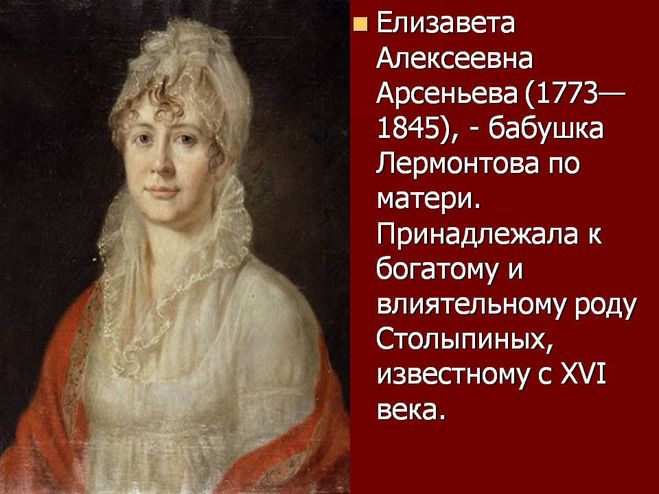 Елизавета
Алексеевна
Арсеньева (1773—
1845), - бабушка
Лермонтова по
матери.
Принадлежала к
богатому и
влиятельному роду
Столыпиных,
известному с XVI
века.